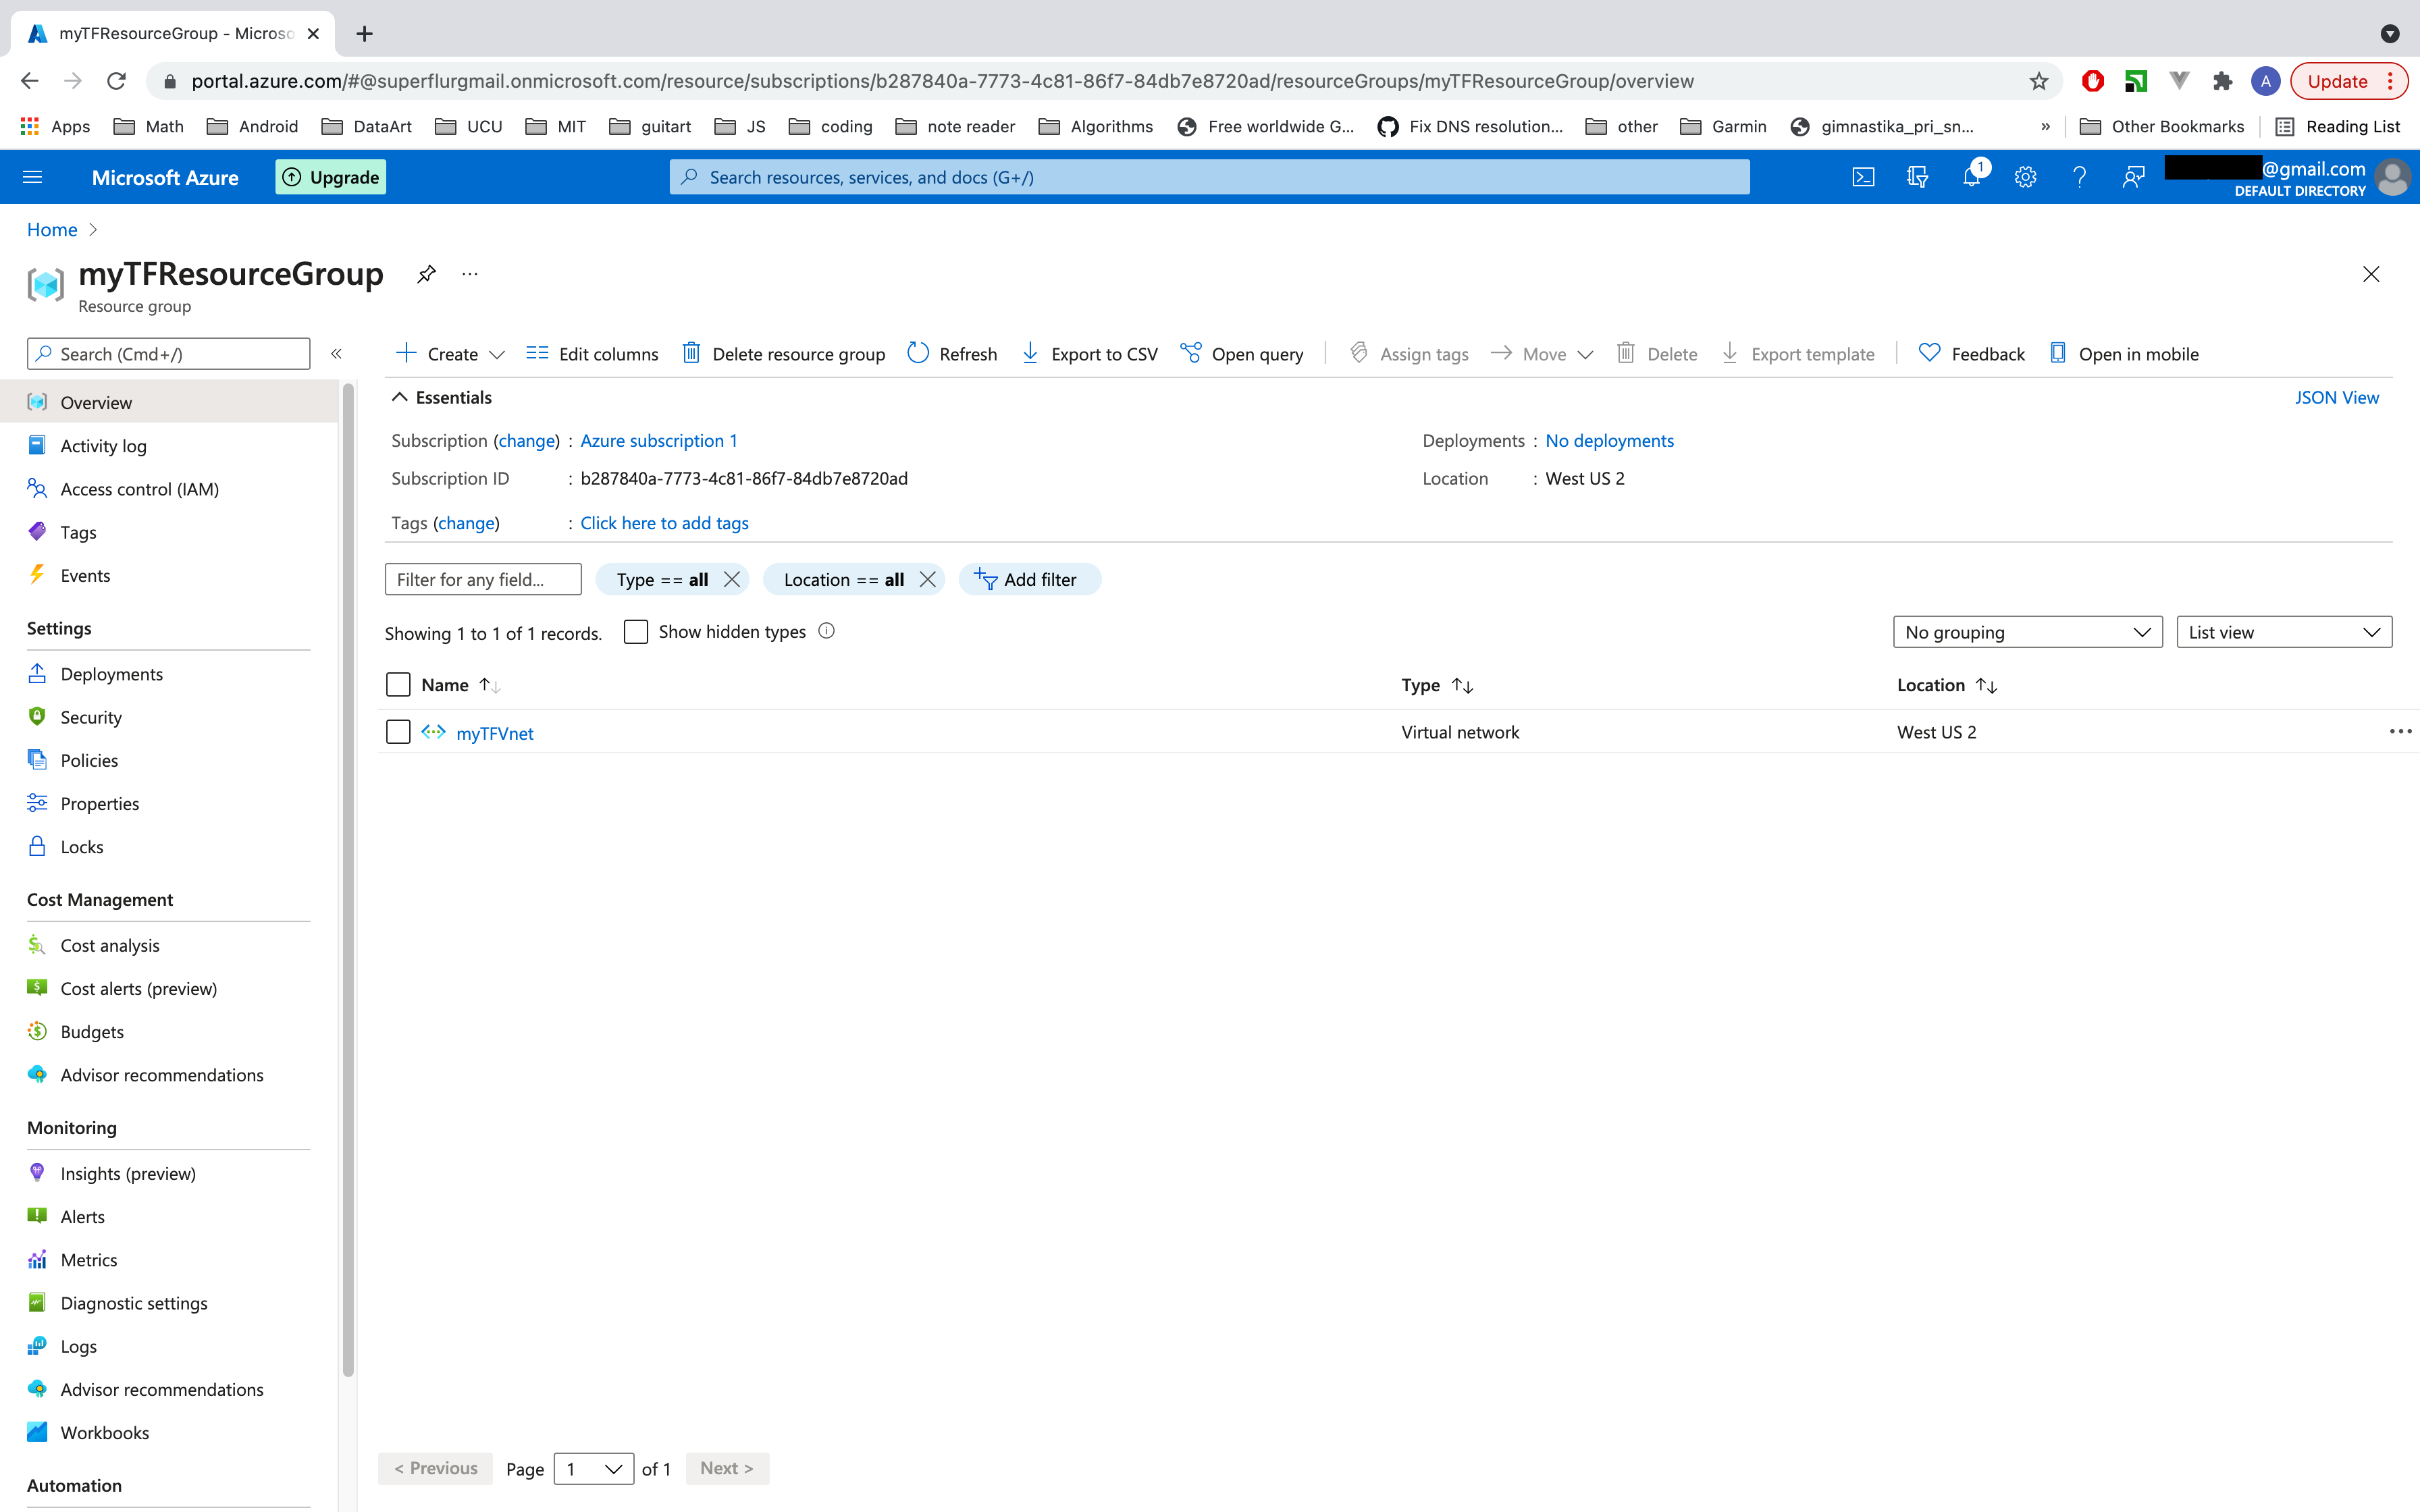 myTFResourceGroup - Microso
portal.azure.com/#@superflurgmail.onmicrosoft.com/resource/subscriptions/b287840a-7773-4c81-86f7-84db7e8720ad/resourceGroups/myTFResourceGroup/overview
A
Update
Apps Math Android DataArt UCU MIT guitart JS coding note reader Algorithms Free worldwide G... Fix DNS resolution... other Garmin gimnastika_pri_sn... » Other Bookmarks Reading List
Microsoft Azure
Upgrade
Search resources, services, and docs (G+/)
1
@gmail.com
DEFAULT DIRECTORY
Home
myTFResourceGroup
Resource group
Search (Cmd+/)
Overview
Activity log
Access control (IAM)
Tags
Events
Settings
Deployments
Security
Policies
Properties
Locks
Cost Management
Cost analysis
Cost alerts (preview)
Budgets
Advisor recommendations
Monitoring
Insights (preview)
Alerts
Metrics
Diagnostic settings
Logs
Advisor recommendations
Workbooks
Automation
Create Edit columns Delete resource group Refresh Export to CSV Open query Assign tags Move Delete Export template Feedback Open in mobile
Essentials
JSON View
Subscription (change) : Azure subscription 1
Deployments : No deployments
Subscription ID : b287840a-7773-4c81-86f7-84db7e8720ad
Location : West US 2
Tags (change) : Click here to add tags
Filter for any field... Type == all Location == all Add filter
Showing 1 to 1 of 1 records. Show hidden types
No grouping List view
Name Type Location
myTFVnet Virtual network West US 2
< Previous Page 1 of 1 Next >